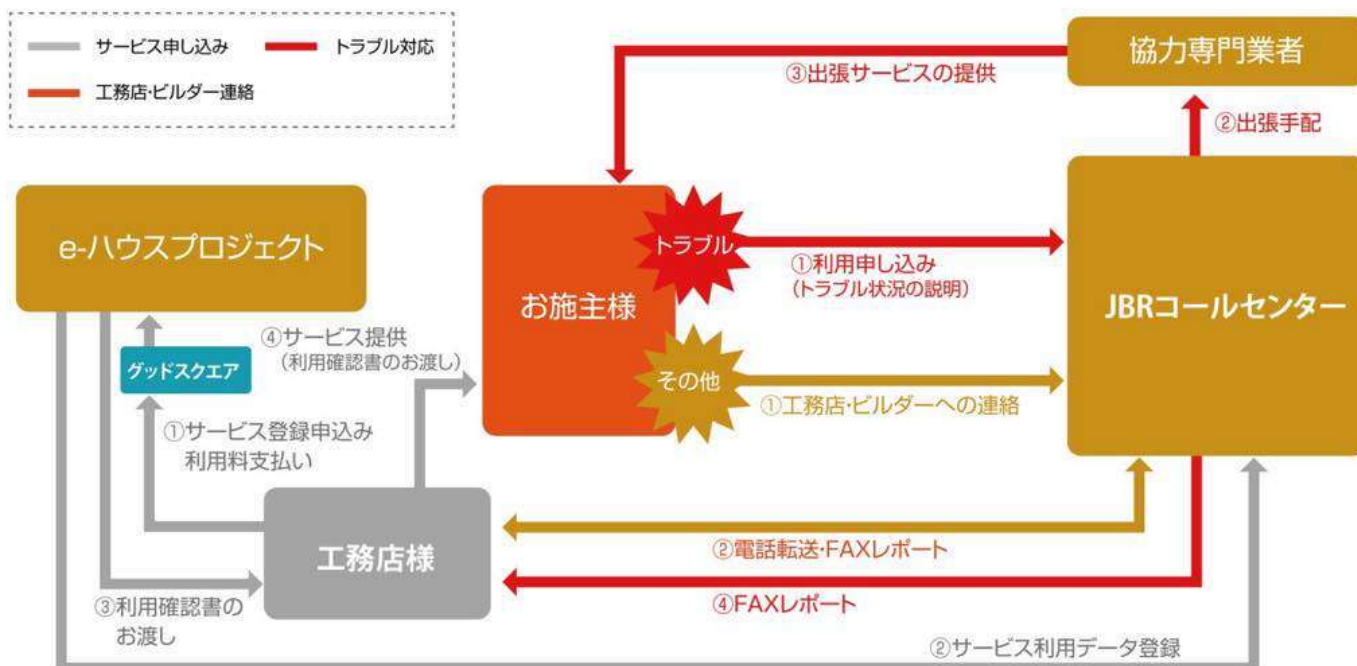 サービス申し込み
トラブル対応
工務店・ビルダー連絡
協力専門業者
③出張サービスの提供
②出張手配
e-ハウスプロジェクト
お施主様
トラブル
①利用申し込み
(トラブル状況の説明)
JBRコールセンター
④サービス提供
(利用確認書のお渡し)
グッドスクエア
その他
①工務店・ビルダーへの連絡
①サービス登録申込み
利用料支払い
工務店様
②電話転送・FAXレポート
④FAXレポート
③利用確認書の
お渡し
②サービス利用データ登録